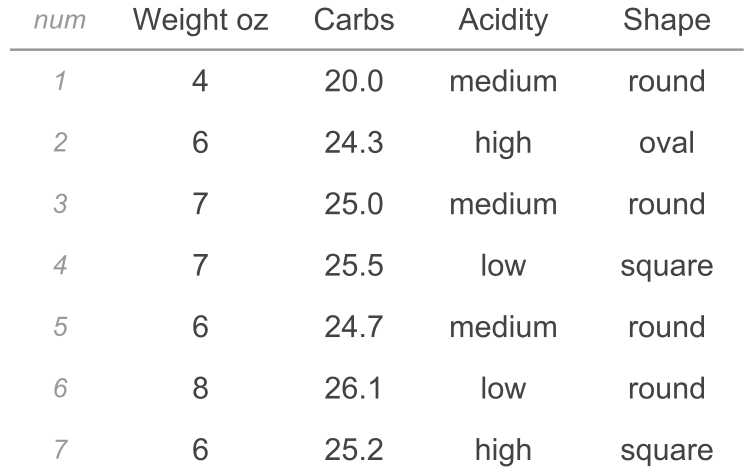 num Weight oz Carbs Acidity Shape
1 4 20.0 medium round
2 6 24.3 high oval
3 7 25.0 medium round
4 7 25.5 low square
5 6 24.7 medium round
6 8 26.1 low round
7 6 25.2 high square